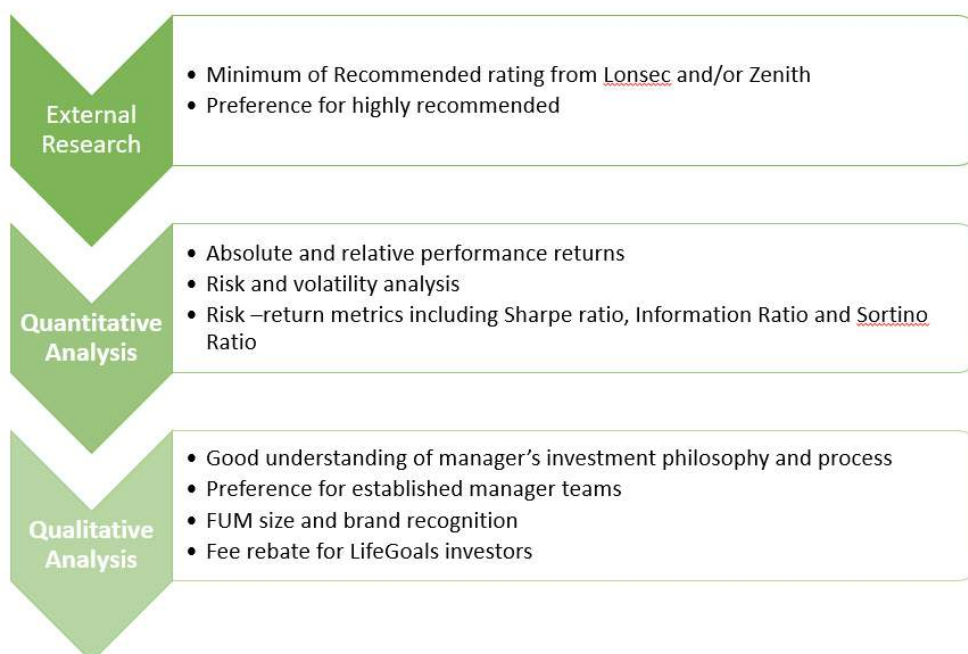 External
Research
• Minimum of Recommended rating from Lonsec and/or Zenith
• Preference for highly recommended
Quantitative
Analysis
• Absolute and relative performance returns
• Risk and volatility analysis
• Risk –return metrics including Sharpe ratio, Information Ratio and Sortino
Ratio
Qualitative
Analysis
• Good understanding of manager’s investment philosophy and process
• Preference for established manager teams
• FUM size and brand recognition
• Fee rebate for LifeGoals investors